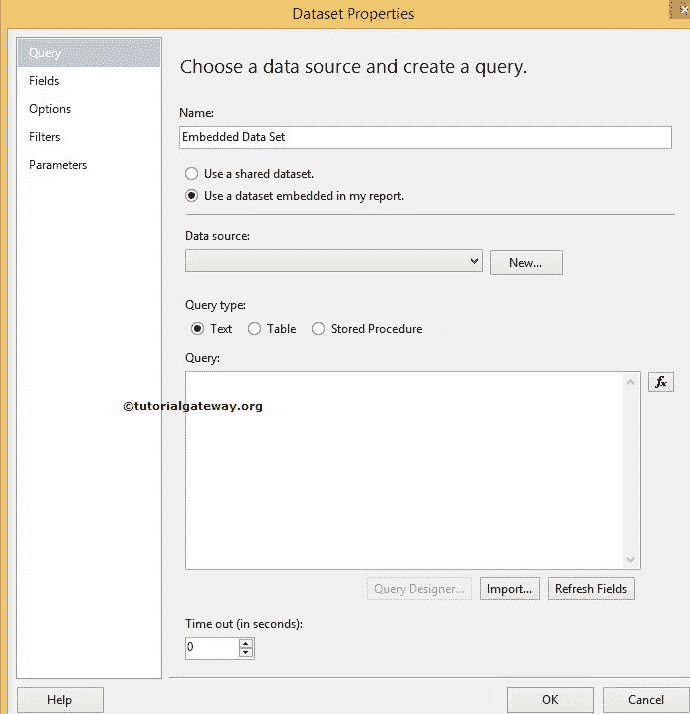 Dataset Properties
Query
Fields
Options
Filters
Parameters
Choose a data source and create a query.
Name:
Embedded Data Set
Use a shared dataset.
Use a dataset embedded in my report.
Data source:
New...
Query type:
Text Table Stored Procedure
Query:
fx
©tutorialgateway.org
Query Designer... Import... Refresh Fields
Time out (in seconds):
0
Help OK Cancel